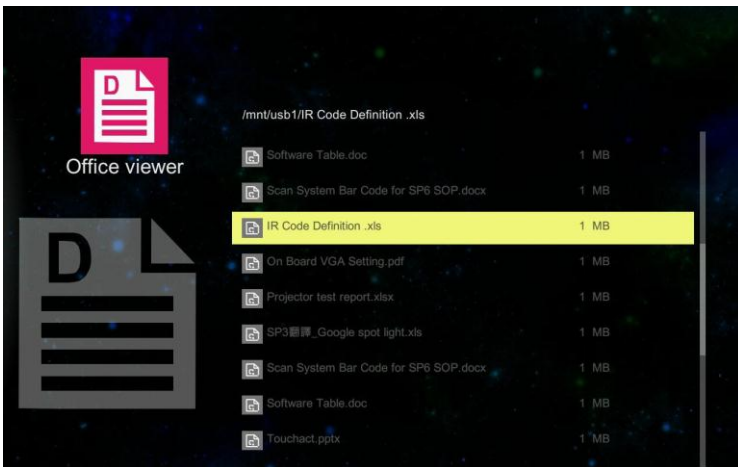 D
Office viewer
D
/mnt/usb1/IR Code Definition .xls
Software Table.doc 1 MB
Scan System Bar Code for SP6 SOP.docx 1 MB
IR Code Definition .xls 1 MB
On Board VGA Setting.pdf 1 MB
Projector test report.xlsx 1 MB
SP3翻譯_Google spot light.xls 1 MB
Scan System Bar Code for SP6 SOP.docx 1 MB
Software Table.doc 1 MB
Touchact.pptx 1 MB